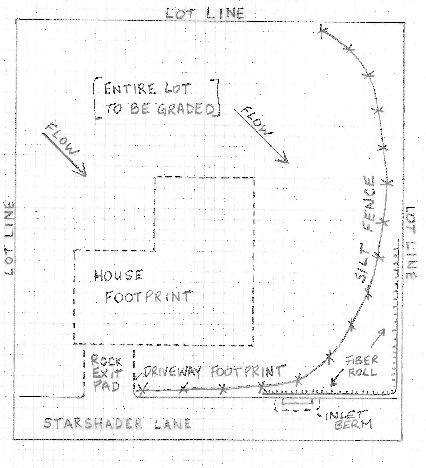 LOT LINE
[ENTIRE LOT
TO BE GRADED]
FLOW
FLOW
LOT LINE
SILT FENCE
LOT LINE
HOUSE
FOOTPRINT
ROCK
EXIT
PAD
DRIVEWAY FOOTPRINT
FIBER
ROLL
INLET
BERM
STARSHADER LANE